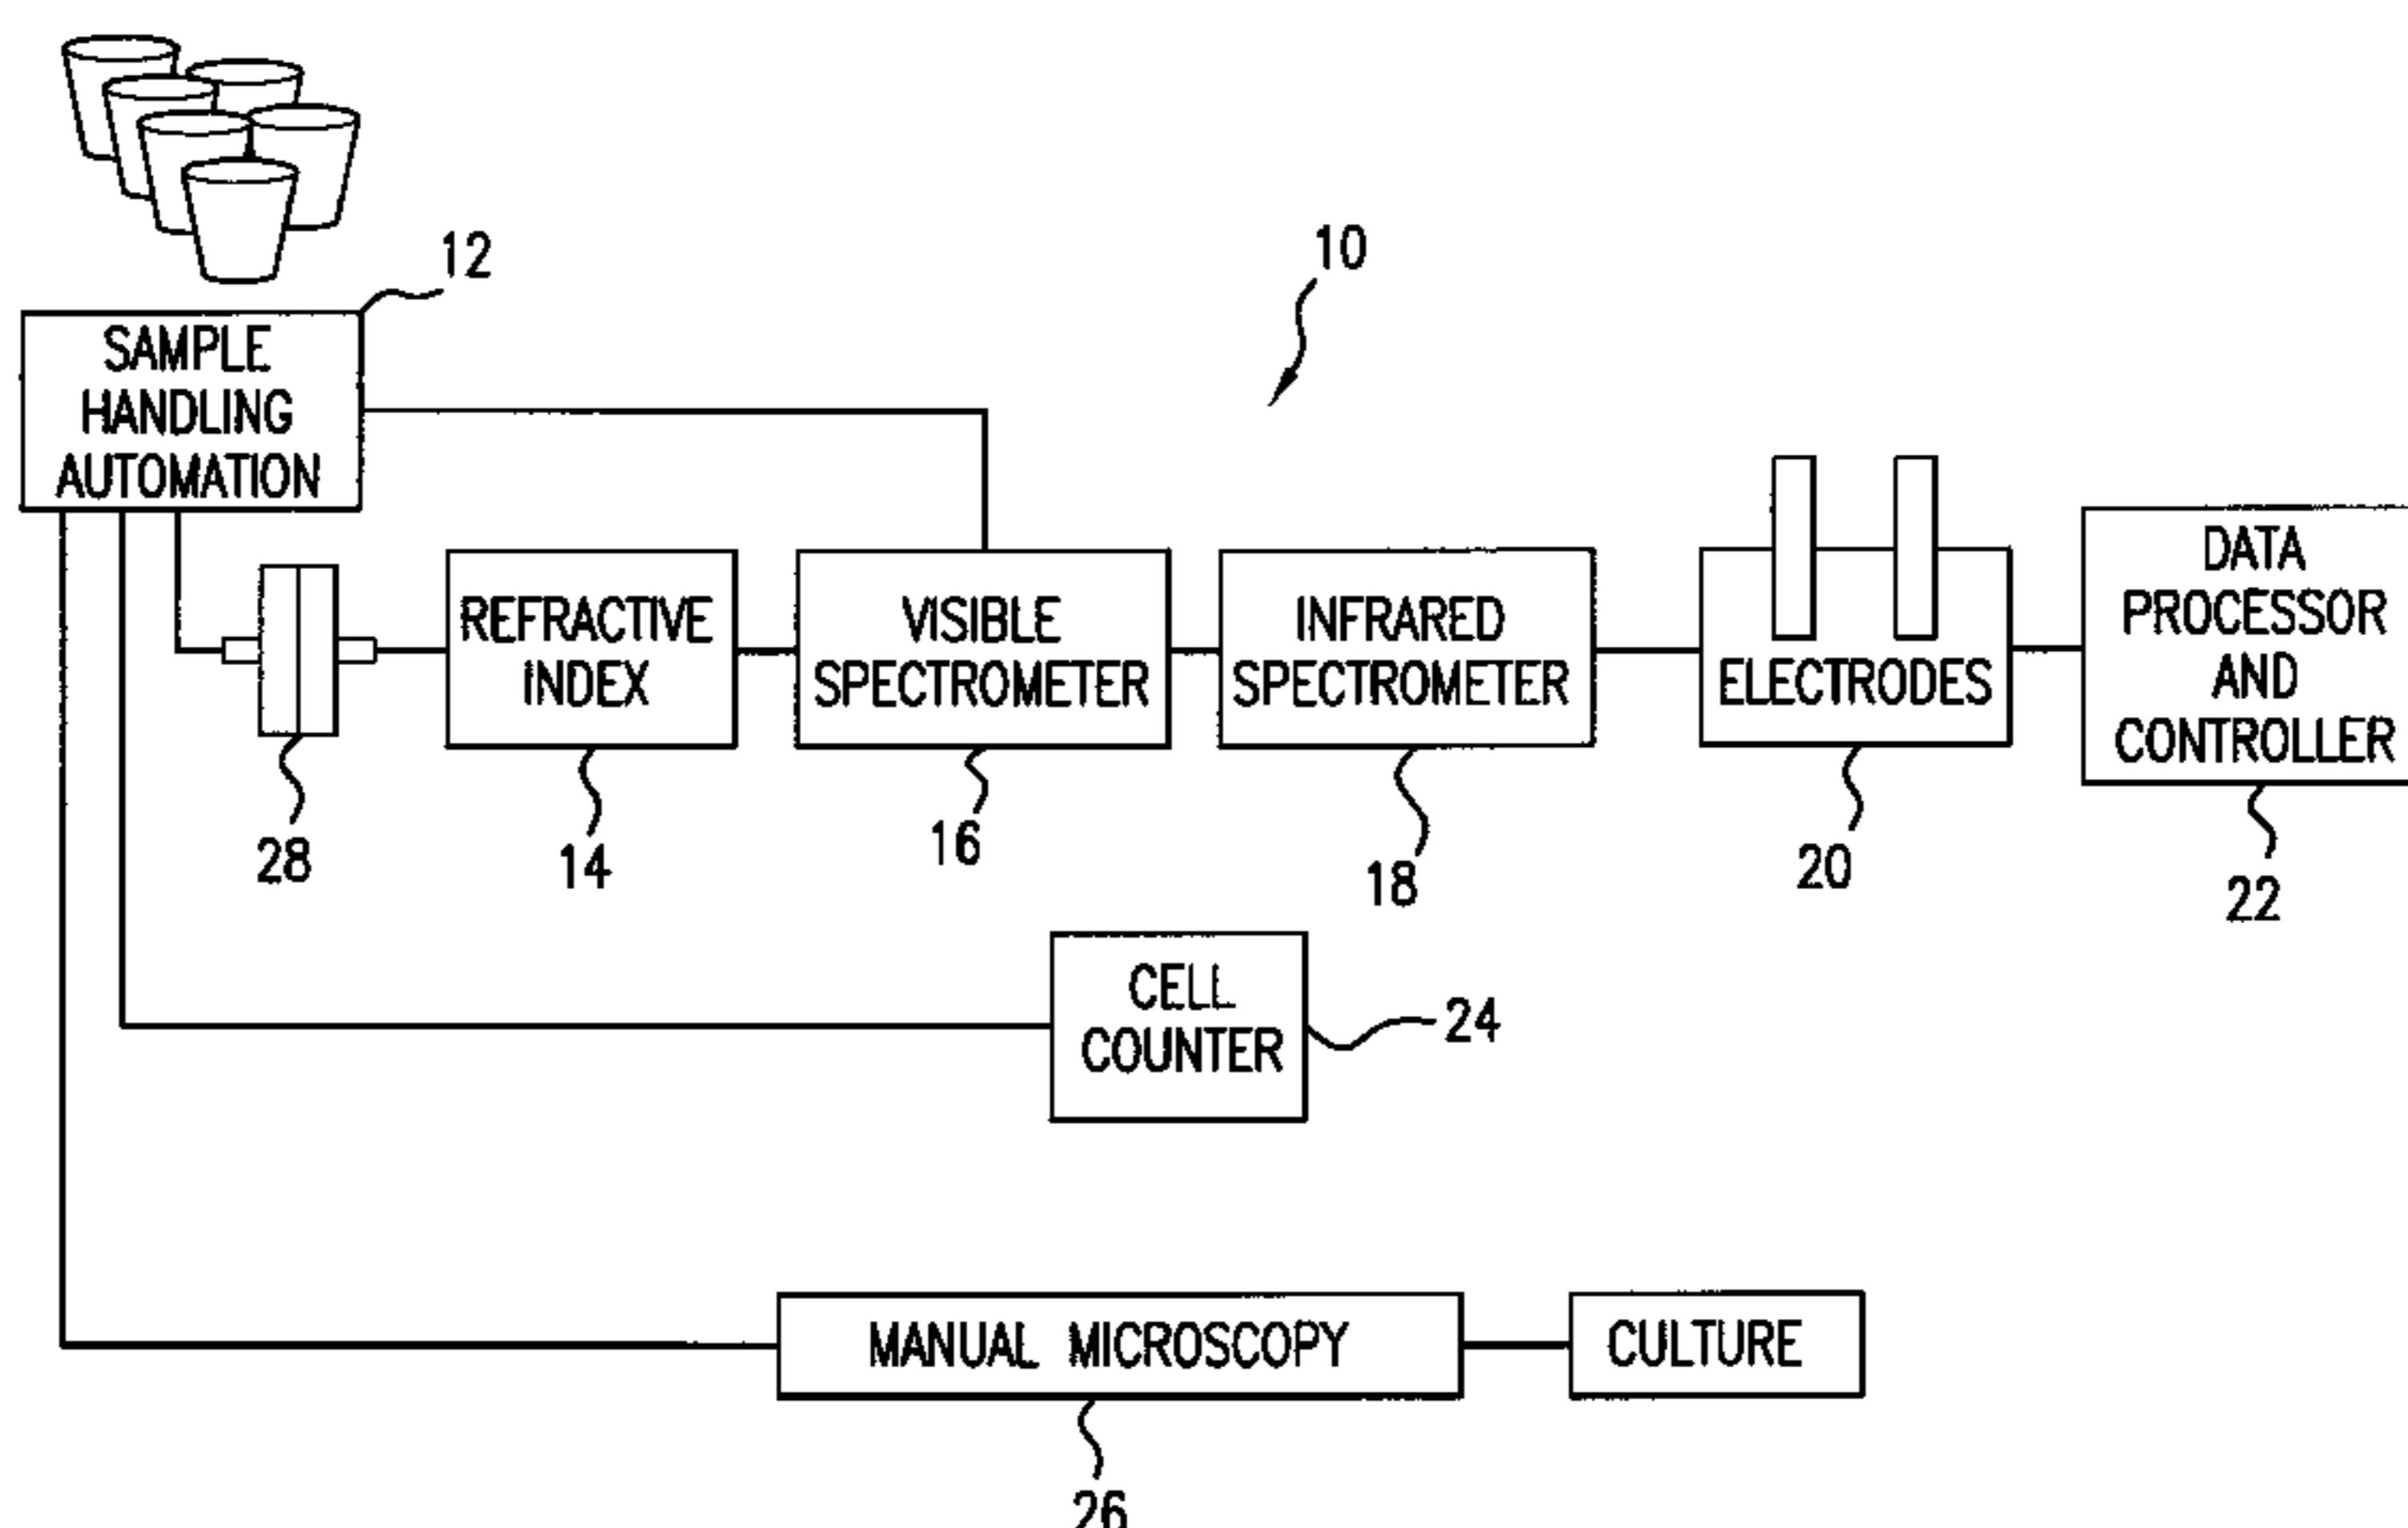 12
10
SAMPLE
HANDLING
AUTOMATION
REFRACTIVE
INDEX
VISIBLE
SPECTROMETER
INFRARED
SPECTROMETER
ELECTRODES
DATA
PROCESSOR
AND
CONTROLLER
28
14
16
18
20
22
CELL
COUNTER
24
MANUAL MICROSCOPY
CULTURE
26